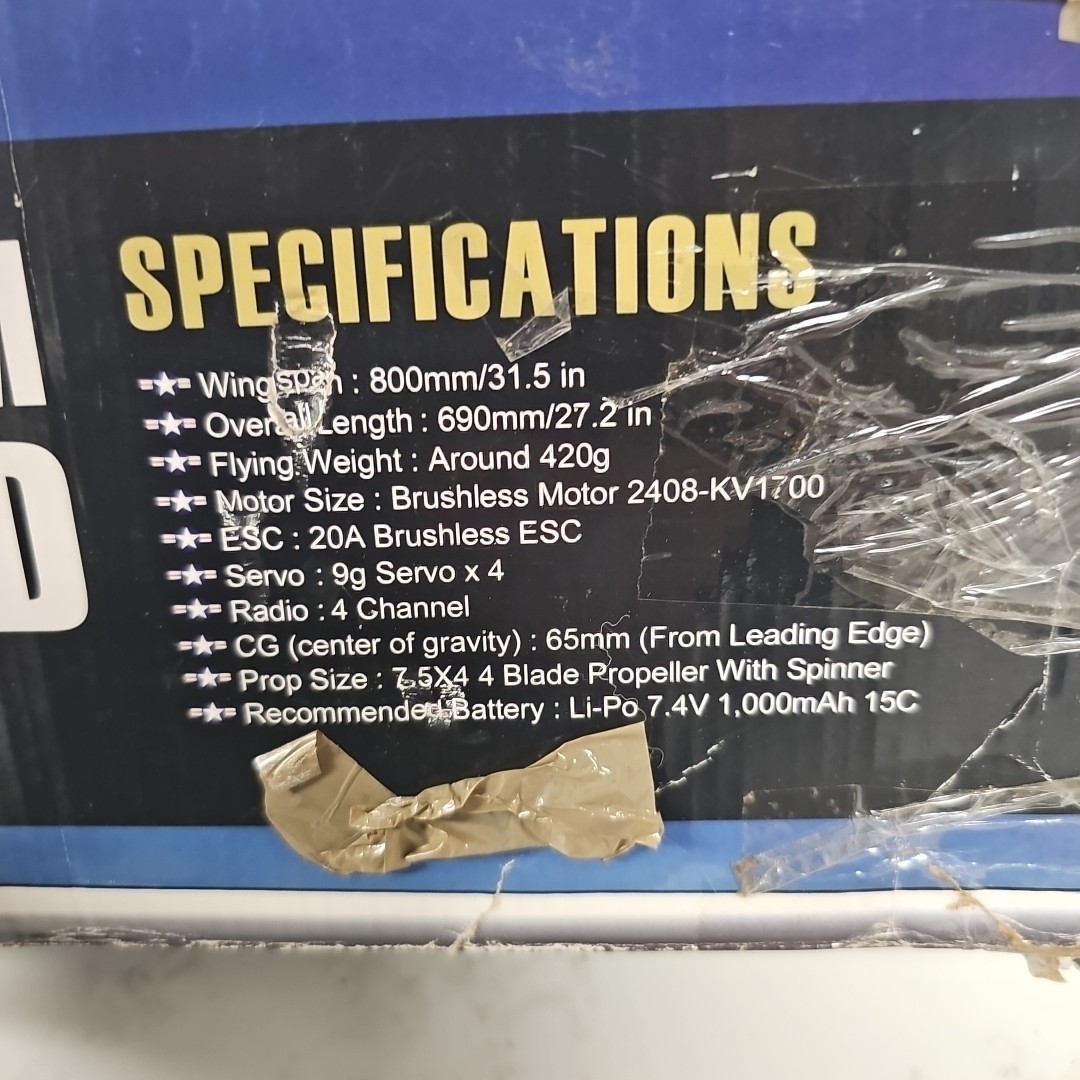 M
D
SPECIFICATIONS
Wingspan : 800mm/31.5 in
Overall Length : 690mm/27.2 in
Flying Weight : Around 420g
Motor Size : Brushless Motor 2408-KV1700
ESC : 20A Brushless ESC
Servo : 9g Servo x 4
Radio : 4 Channel
CG (center of gravity) : 65mm (From Leading Edge)
Prop Size : 7.5X4 4 Blade Propeller With Spinner
Recommended Battery : Li-Po 7.4V 1,000mAh 15C